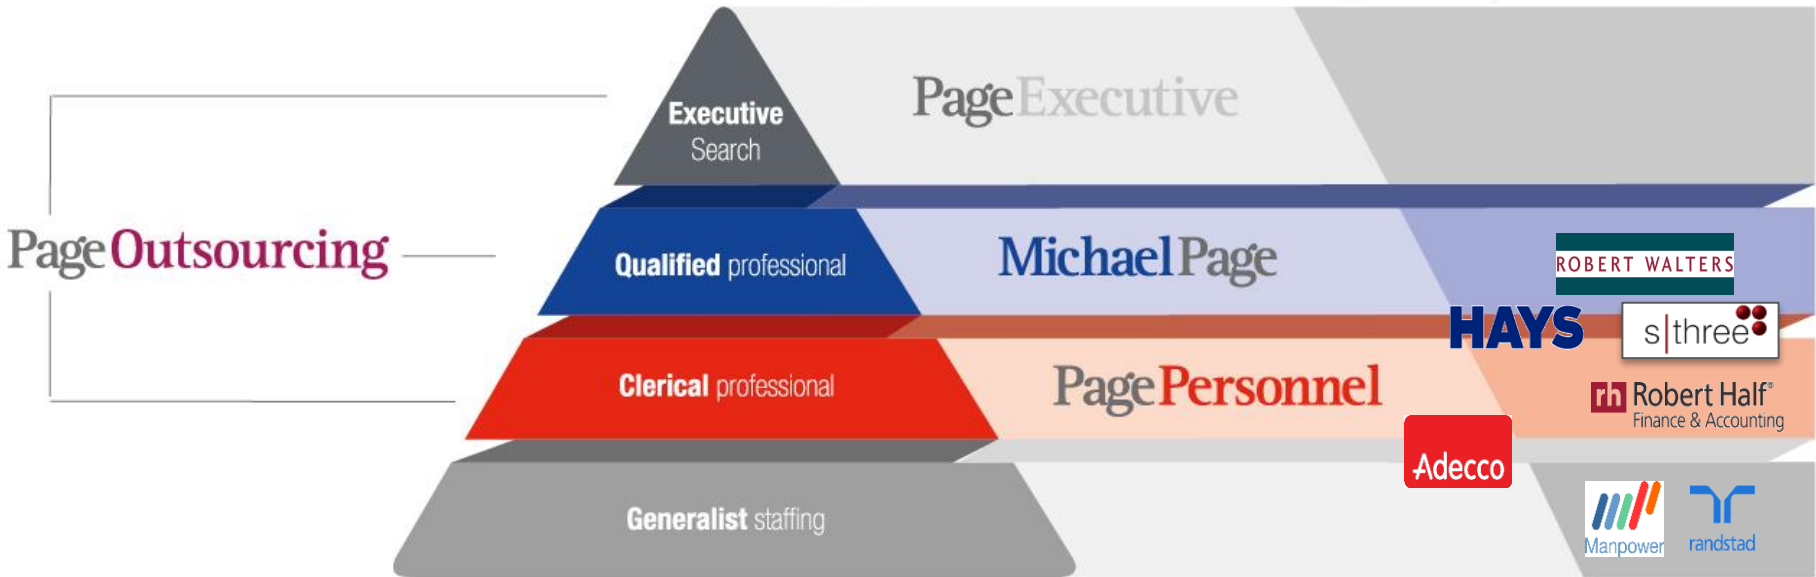 Executive
Search
PageExecutive
PageOutsourcing
Qualified professional
MichaelPage
ROBERT WALTERS
HAYS
s|three
Clerical professional
PagePersonnel
rh Robert Half®
Finance & Accounting
Adecco
Generalist staffing
Manpower
randstad